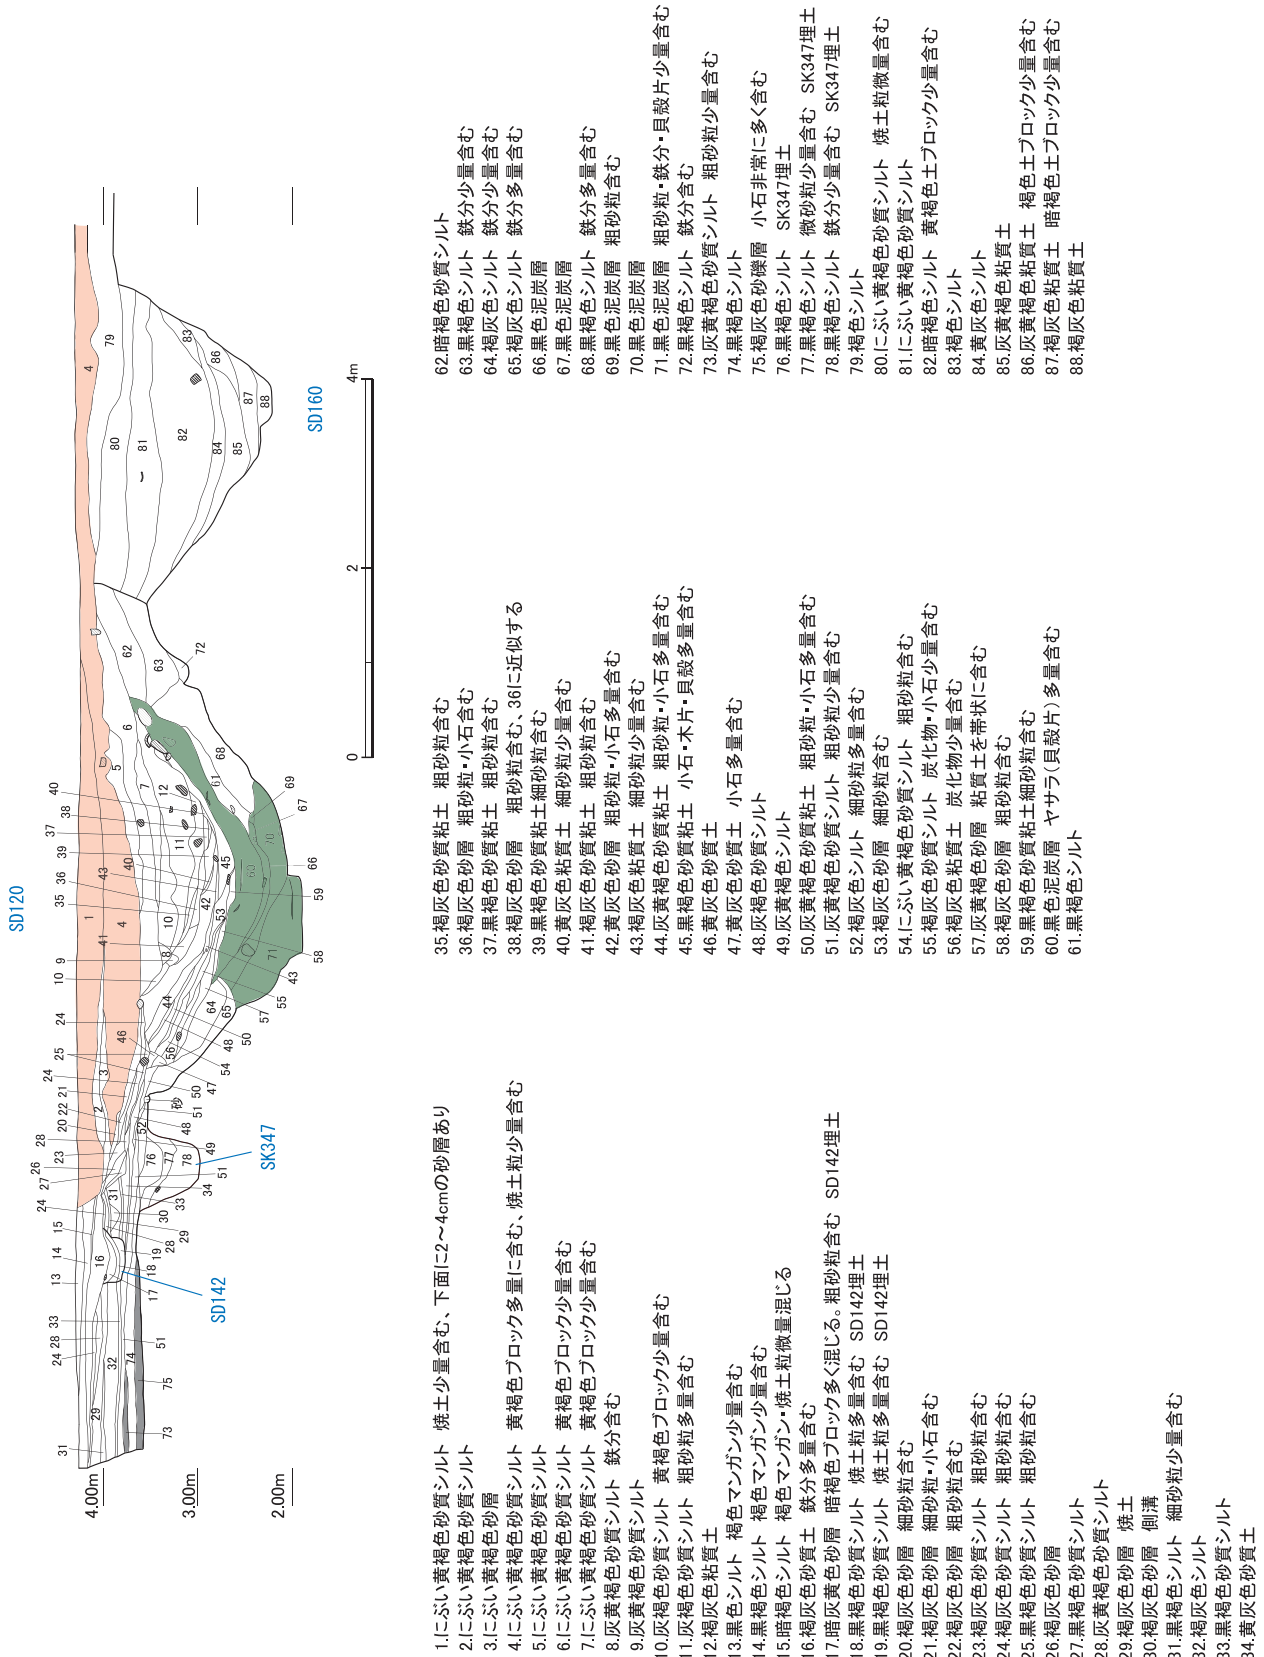 SD120
SD160
SD142
SK347
砂
4.00m
3.00m
2.00m
0
2
4m
1.にぶい黄褐色砂質シルト 焼土少量含む、下面に2～4cmの砂層あり
2.にぶい黄褐色砂質シルト
3.にぶい黄褐色砂層
4.にぶい黄褐色砂質シルト 黄褐色ブロック多量に含む、焼土粒少量含む
5.にぶい黄褐色砂質シルト
6.にぶい黄褐色砂質シルト 黄褐色ブロック少量含む
7.にぶい黄褐色砂質シルト 黄褐色ブロック少量含む
8.灰黄褐色砂質シルト 鉄分含む
9.灰黄褐色砂質シルト
10.灰褐色砂質シルト 黄褐色ブロック少量含む
11.灰褐色砂質シルト 粗砂粒多量含む
12.褐色粘質土
13.黒色シルト 褐色マンガン少量含む
14.黒褐色シルト 褐色マンガン少量含む
15.暗褐色シルト 褐色マンガン・焼土粒微量混じる
16.褐灰色砂質土 鉄分多量含む
17.暗灰黄色砂層 暗褐色ブロック多く混じる。粗砂粒含む SD142埋土
18.黒褐色砂質シルト 焼土粒多量含む SD142埋土
19.黒褐色砂質シルト 焼土粒多量含む SD142埋土
20.褐灰色砂層 細砂粒含む
21.褐灰色砂層 細砂粒・小石含む
22.褐灰色砂層 粗砂粒含む
23.褐灰色砂質シルト 粗砂粒含む
24.褐灰色砂質シルト 粗砂粒含む
25.黒褐色砂質シルト 粗砂粒含む
26.褐灰色砂層
27.黒褐色砂質シルト
28.灰黄褐色砂質シルト
29.褐灰色砂層 焼土
30.褐灰色砂層 側溝
31.黒褐色シルト 細砂粒少量含む
32.褐灰色シルト
33.黒褐色砂質シルト
34.黄灰色砂質土
35.褐灰色砂質粘土 粗砂粒含む
36.褐灰色砂層 粗砂粒・小石含む
37.黒褐色砂質粘土 粗砂粒含む
38.褐灰色砂層 粗砂粒含む、36に近似する
39.黒褐色砂質粘土細砂粒含む
40.黄灰色粘質土 細砂粒少量含む
41.褐灰色砂質粘土 粗砂粒含む
42.黄灰色砂層 粗砂粒・小石多量含む
43.褐灰色粘質土 細砂粒少量含む
44.灰黄褐色砂質粘土 粗砂粒・小石多量含む
45.黒褐色砂質粘土 小石・木片・貝殻多量含む
46.黄灰色砂質土
47.黄灰色砂質土 小石多量含む
48.灰褐色砂質シルト
49.灰黄褐色シルト
50.灰黄褐色砂質粘土 粗砂粒・小石多量含む
51.灰黄褐色砂質シルト 粗砂粒少量含む
52.褐灰色シルト 細砂粒多量含む
53.褐灰色砂層 細砂粒含む
54.にぶい黄褐色砂質シルト 粗砂粒含む
55.褐灰色砂質シルト 炭化物・小石少量含む
56.褐灰色粘質土 炭化物少量含む
57.灰黄褐色砂層 粘質土を帯状に含む
58.褐灰色砂層 粗砂粒含む
59.黒褐色砂質粘土細砂粒含む
60.黒色泥炭層 ヤサラ（貝殻片）多量含む
61.黒褐色シルト
62.暗褐色砂質シルト
63.黒褐色シルト 鉄分少量含む
64.褐灰色シルト 鉄分少量含む
65.褐灰色シルト 鉄分多量含む
66.黒色泥炭層
67.黒色泥炭層
68.黒褐色シルト 鉄分多量含む
69.黒色泥炭層 粗砂粒含む
70.黒色泥炭層
71.黒色泥炭層 粗砂粒・鉄分・貝殻片少量含む
72.黒褐色シルト 鉄分含む
73.灰黄褐色砂質シルト 粗砂粒少量含む
74.黒褐色シルト
75.褐灰色砂礫層 小石非常に多く含む
76.黒褐色シルト SK347埋土
77.黒褐色シルト 微砂粒少量含む SK347埋土
78.黒褐色シルト 鉄分少量含む SK347埋土
79.褐色シルト
80.にぶい黄褐色砂質シルト 焼土粒微量含む
81.にぶい黄褐色砂質シルト
82.暗褐色シルト 黄褐色土ブロック少量含む
83.褐色シルト
84.黄灰色シルト
85.灰黄褐色粘質土
86.灰黄褐色粘質土 褐色土ブロック少量含む
87.褐灰色粘質土 暗褐色土ブロック少量含む
88.褐灰色粘質土